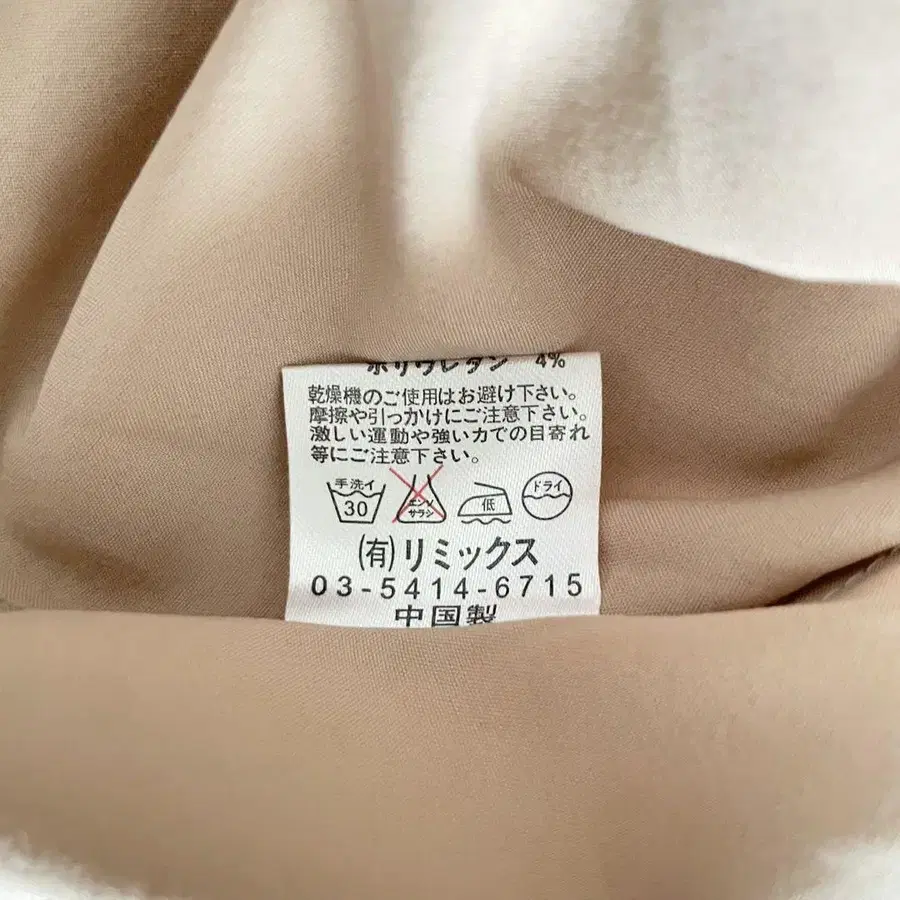 ポリウレタン 4%
乾燥機のご使用はお避け下さい。
摩擦や引っかけにご注意下さい。
激しい運動や強い力での目寄れ
等にご注意下さい。
手洗イ 30 エンソ サラシ 低 ドライ
(有)リミックス
03-5414-6715
中国製